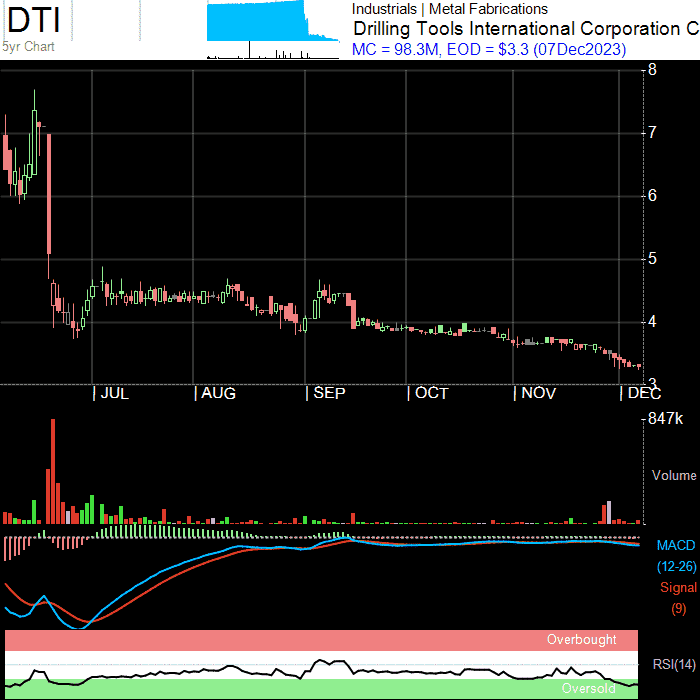 DTI
5yr Chart
Industrials | Metal Fabrications
Drilling Tools International Corporation C
MC = 98.3M, EOD = $3.3 (07Dec2023)
8
7
6
5
4
3
| JUL | AUG | SEP | OCT | NOV | DEC
847k
Volume
MACD
(12-26)
Signal
(9)
Overbought
RSI(14)
Oversold